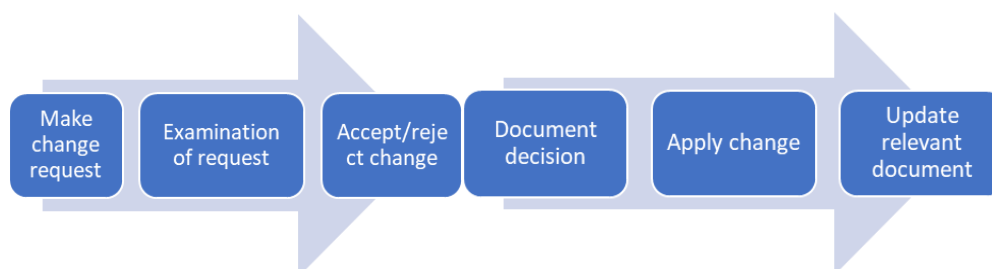 Make
change
request
Examination
of request
Accept/reje
ct change
Document
decision
Apply change
Update
relevant
document